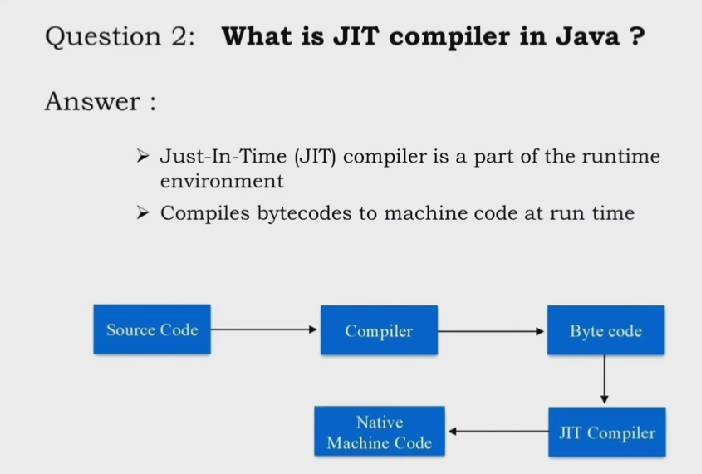 Question 2: What is JIT compiler in Java ?
Answer :
➢ Just-In-Time (JIT) compiler is a part of the runtime
environment
➢ Compiles bytecodes to machine code at run time
Source Code
Compiler
Byte code
Native
Machine Code
JIT Compiler